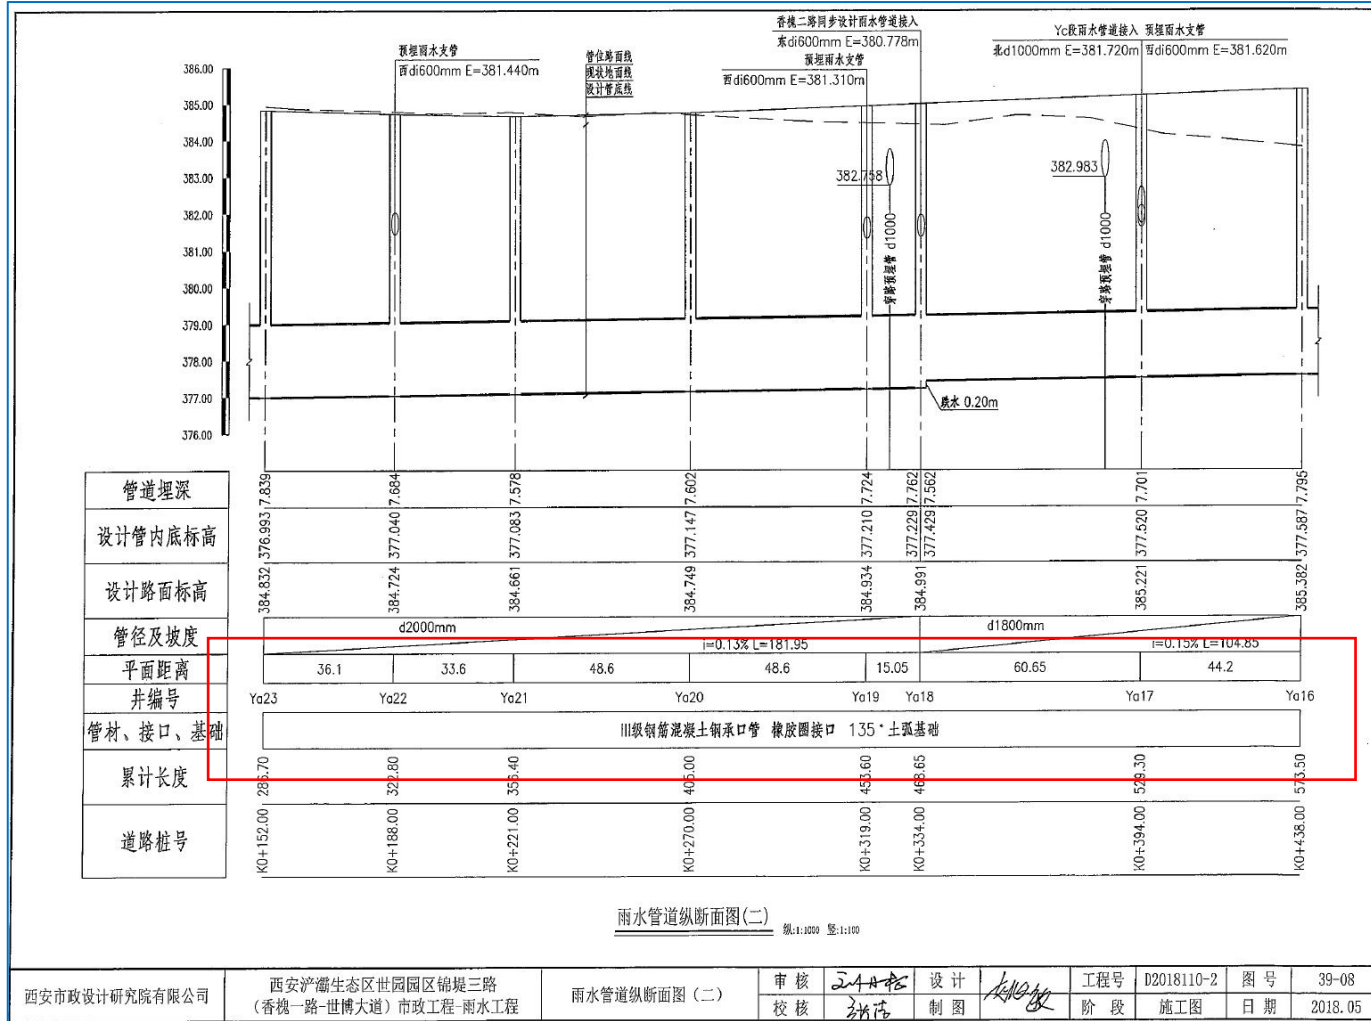 香槐二路同步设计雨水管道接入
东di600mm E=380.778m
预埋雨水支管
西di600mm E=381.310m
Yc段雨水管道接入 预埋雨水支管
北d1000mm E=381.720m 西di600mm E=381.620m
预埋雨水支管
西di600mm E=381.440m
管位路面线
现状地面线
设计管底线
386.00
385.00
384.00
383.00
382.00
381.00
380.00
379.00
378.00
377.00
376.00
382.758
穿路预埋管 d1000
382.983
穿路预埋管 d1000
跌水 0.20m
管道埋深 7.839 7.684 7.578 7.602 7.724 7.762 7.562 7.701 7.795
设计管内底标高 376.993 377.040 377.083 377.147 377.210 377.229 377.429 377.520 377.587
设计路面标高 384.832 384.724 384.661 384.749 384.934 384.991 385.221 385.382
管径及坡度 d2000mm i=0.13% L=181.95 d1800mm i=0.15% L=104.85
平面距离 36.1 33.6 48.6 48.6 15.05 60.65 44.2
井编号 Ya23 Ya22 Ya21 Ya20 Ya19 Ya18 Ya17 Ya16
管材、接口、基础 III级钢筋混凝土钢承口管 橡胶圈接口 135°土弧基础
累计长度 286.70 322.80 356.40 405.00 453.60 468.65 529.30 573.50
道路桩号 K0+152.00 K0+188.00 K0+221.00 K0+270.00 K0+319.00 K0+334.00 K0+394.00 K0+438.00
雨水管道纵断面图(二) 纵:1:1000 竖:1:100
西安市政设计研究院有限公司
西安浐灞生态区世园园区锦堤三路
(香槐一路-世博大道)市政工程-雨水工程
雨水管道纵断面图（二）
审核 设计 工程号 D2018110-2 图号 39-08
校核 制图 阶段 施工图 日期 2018.05